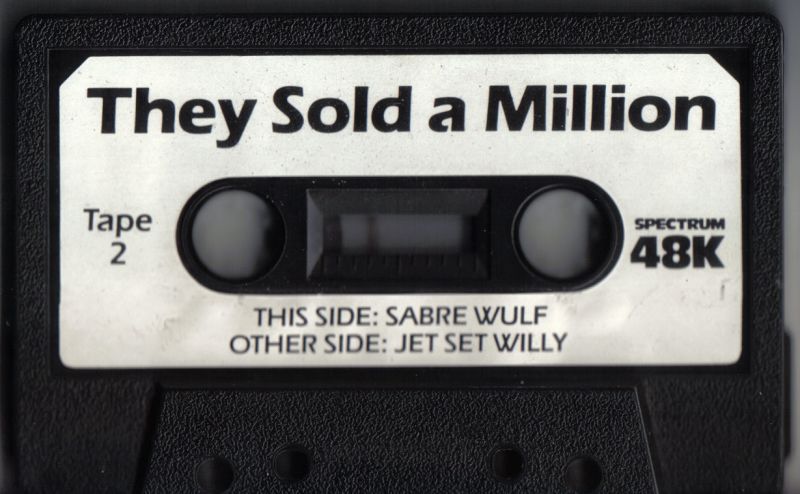 They Sold a Million
Tape
2
SPECTRUM
48K
THIS SIDE: SABRE WULF
OTHER SIDE: JET SET WILLY